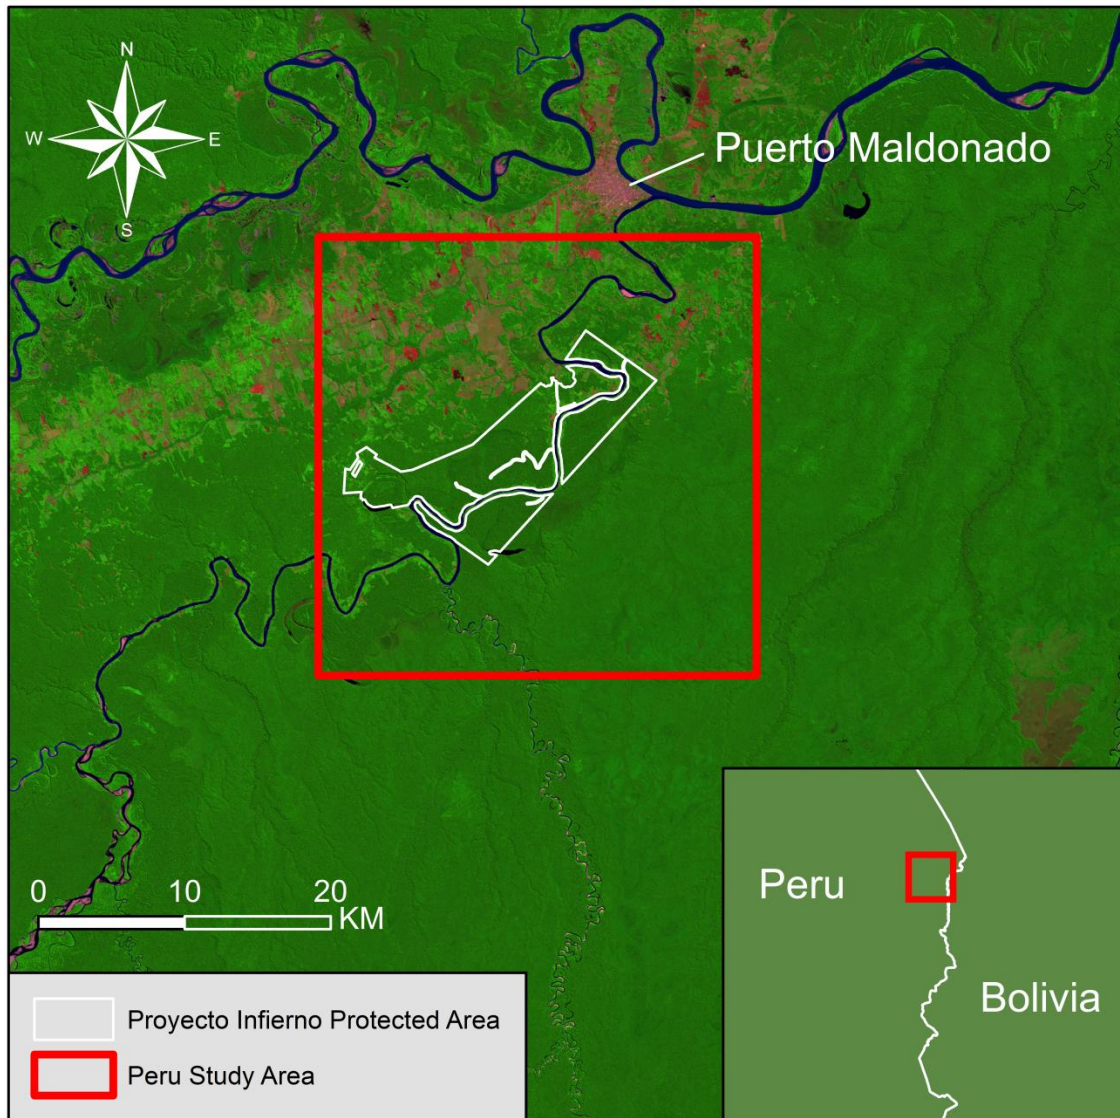 N
W E
S
Puerto Maldonado
0 10 20
KM
Peru
Bolivia
Proyecto Infierno Protected Area
Peru Study Area